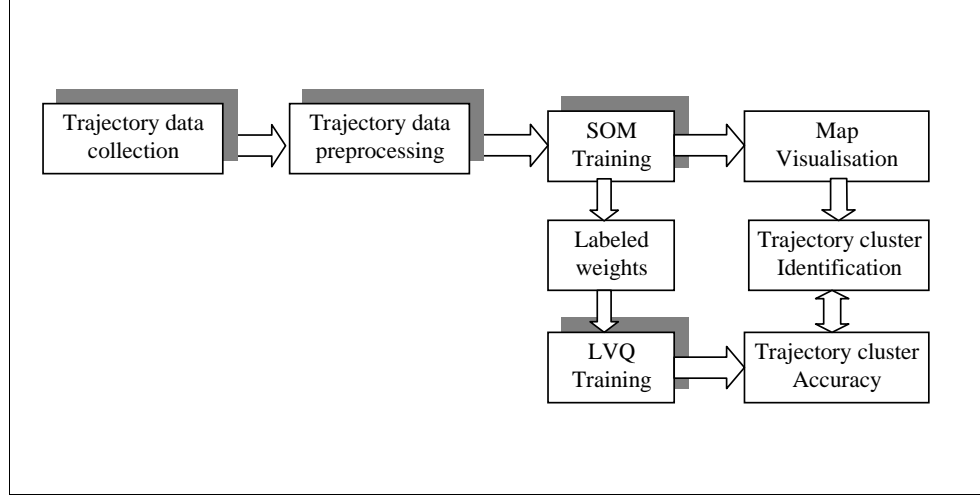 Trajectory data
collection
Trajectory data
preprocessing
SOM
Training
Map
Visualisation
Labeled
weights
Trajectory cluster
Identification
LVQ
Training
Trajectory cluster
Accuracy